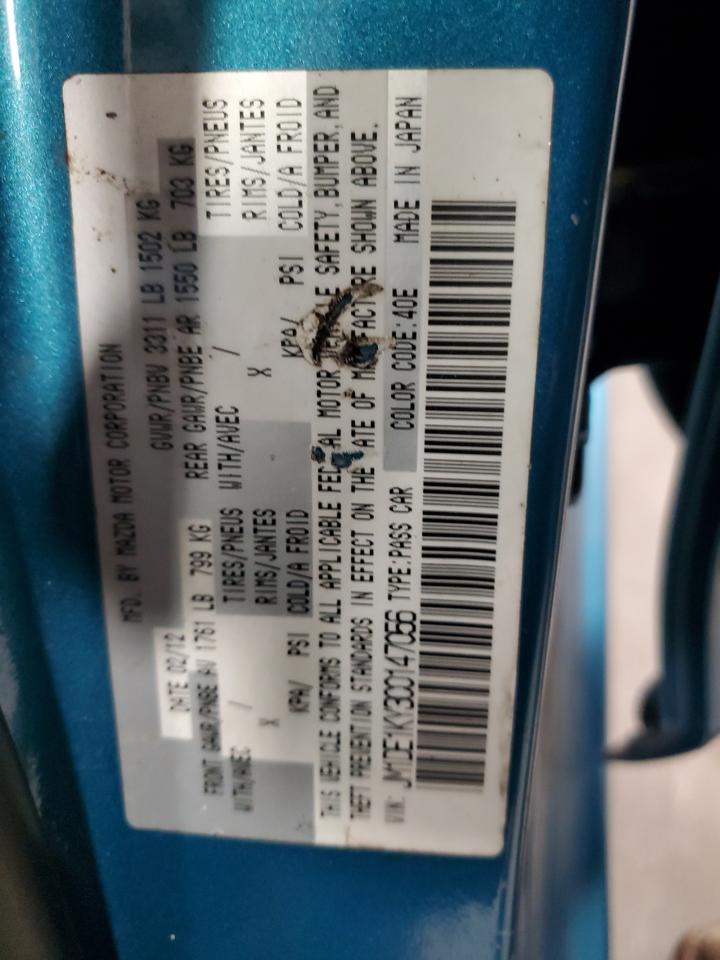 MFD. BY MAZDA MOTOR CORPORATION
DATE 02/12 GVWR/PNBV 3311 LB 1502 KG
FRONT GAWR/PNBE AV 1761 LB 799 KG REAR GAWR/PNBE AR 1550 LB 703 KG
WITH/AVEC / TIRES/PNEUS WITH/AVEC / TIRES/PNEUS
X RIMS/JANTES X RIMS/JANTES
KPA/ PSI COLD/A FROID KPA/ PSI COLD/A FROID
THIS VEHICLE CONFORMS TO ALL APPLICABLE MOTOR SAFETY, BUMPER, AND
THEFT PREVENTION STANDARDS IN EFFECT ON THE OF SHOWN ABOVE.
VIN: JM1DE1KY3C0147056 TYPE:PASS CAR COLOR CODE:40E MADE IN JAPAN